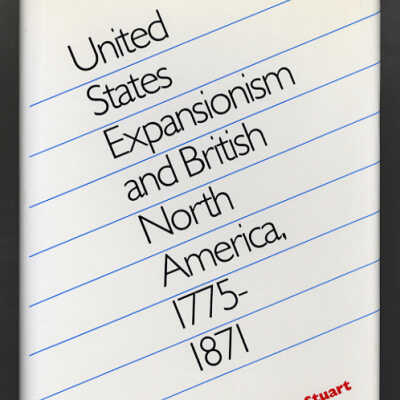 United
States
Expansionism
and British
North
America,
1775-
1871
Stuart